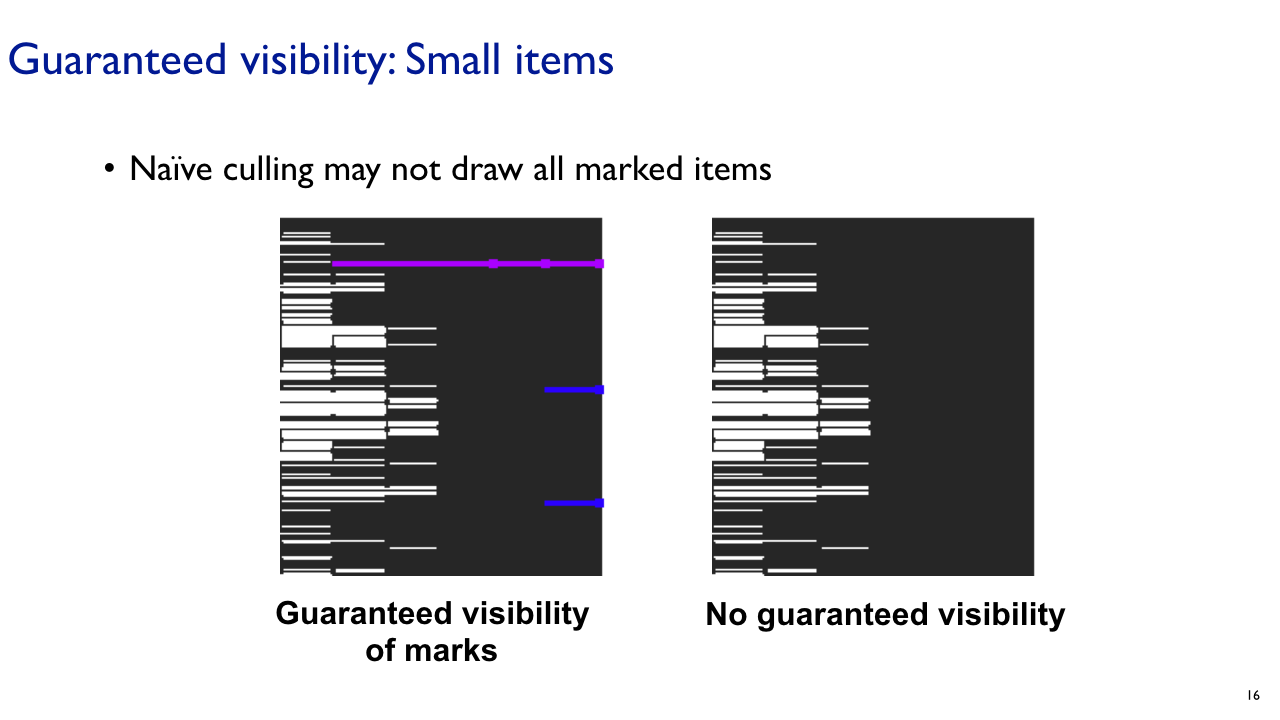 Guaranteed visibility: Small items
• Naïve culling may not draw all marked items
Guaranteed visibility
of marks
No guaranteed visibility
16